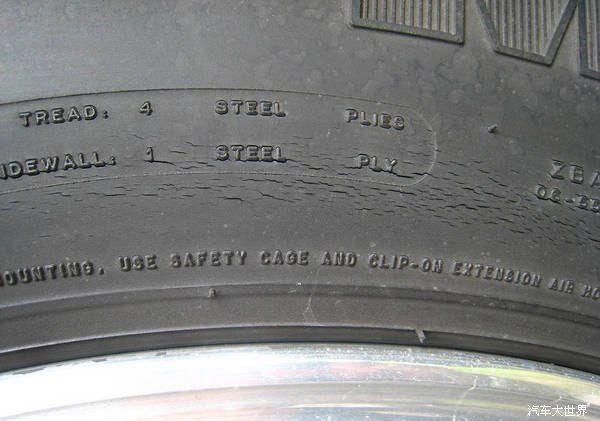 TREAD: 4 STEEL PLIES
IDEWALL: 1 STEEL PLY
ZBA
OUNTING, USE SAFETY CAGE AND CLIP-ON EXTENSION AIR HO
汽车大世界